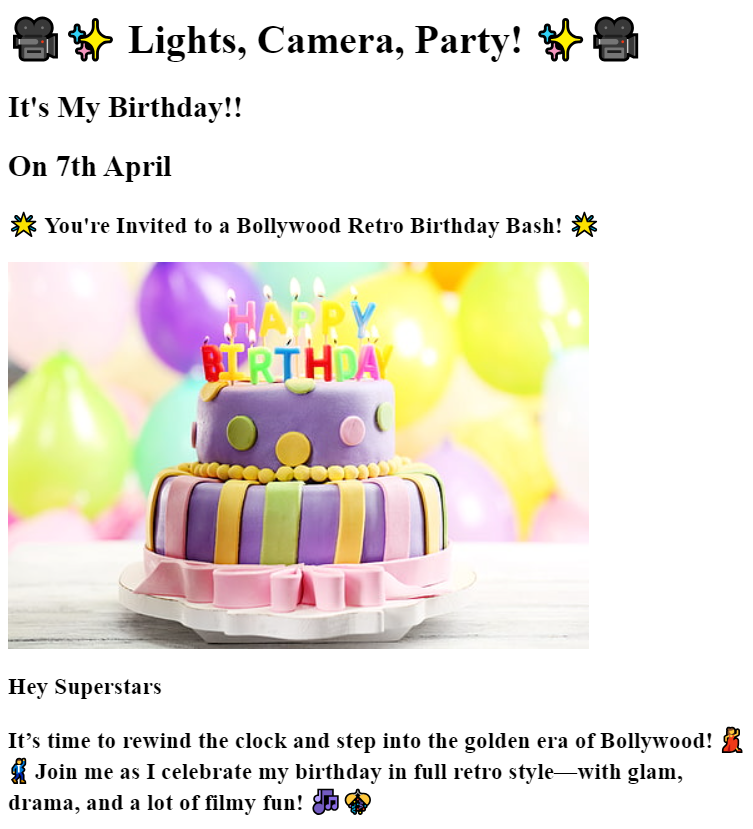 🎥✨ Lights, Camera, Party! ✨🎥
It's My Birthday!!
On 7th April
🌟 You're Invited to a Bollywood Retro Birthday Bash! 🌟
HAPPY
BIRTHDAY
Hey Superstars
It’s time to rewind the clock and step into the golden era of Bollywood! 💃
🕺 Join me as I celebrate my birthday in full retro style—with glam,
drama, and a lot of filmy fun! 🎶🪩